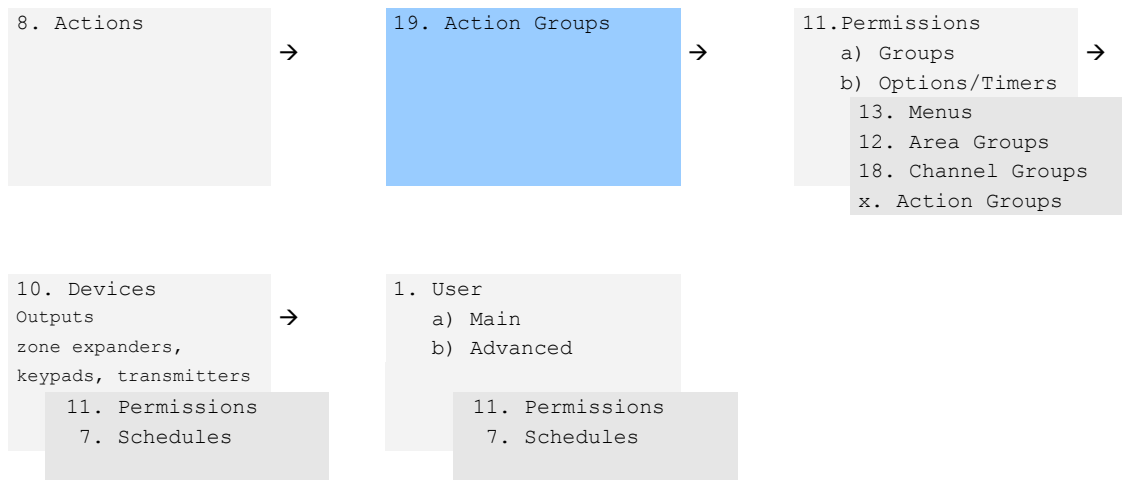 8. Actions
→
19. Action Groups
→
11.Permissions
a) Groups
→
b) Options/Timers
13. Menus
12. Area Groups
18. Channel Groups
x. Action Groups
10. Devices
Outputs
→
zone expanders,
keypads, transmitters
11. Permissions
7. Schedules
1. User
a) Main
b) Advanced
11. Permissions
7. Schedules